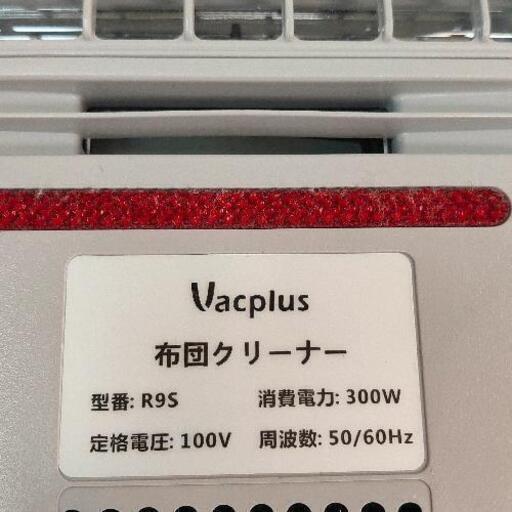 Vacplus
布団クリーナー
型番: R9S 消費電力: 300W
定格電圧: 100V 周波数: 50/60Hz